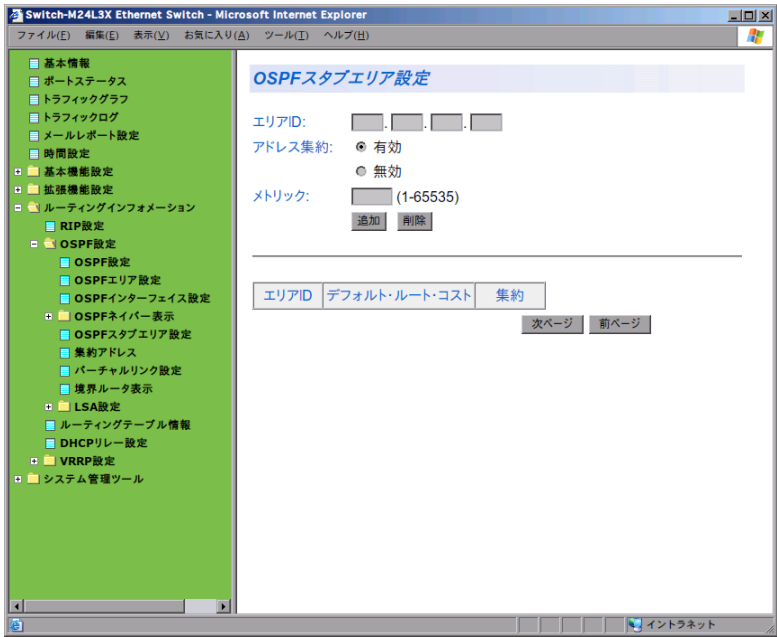 Switch-M24L3X Ethernet Switch - Microsoft Internet Explorer
ファイル(F) 編集(E) 表示(V) お気に入り(A) ツール(T) ヘルプ(H)
基本情報
ポートステータス
トラフィックグラフ
トラフィックログ
メールレポート設定
時間設定
基本機能設定
拡張機能設定
ルーティングインフォメーション
RIP設定
OSPF設定
OSPF設定
OSPFエリア設定
OSPFインターフェイス設定
OSPFネイバー表示
OSPFスタブエリア設定
集約アドレス
バーチャルリンク設定
境界ルータ表示
LSA設定
ルーティングテーブル情報
DHCPリレー設定
VRRP設定
システム管理ツール
OSPFスタブエリア設定
エリアID: . . .
アドレス集約: 有効
無効
メトリック: (1-65535)
追加 削除
エリアID デフォルト・ルート・コスト 集約
次ページ 前ページ
イントラネット